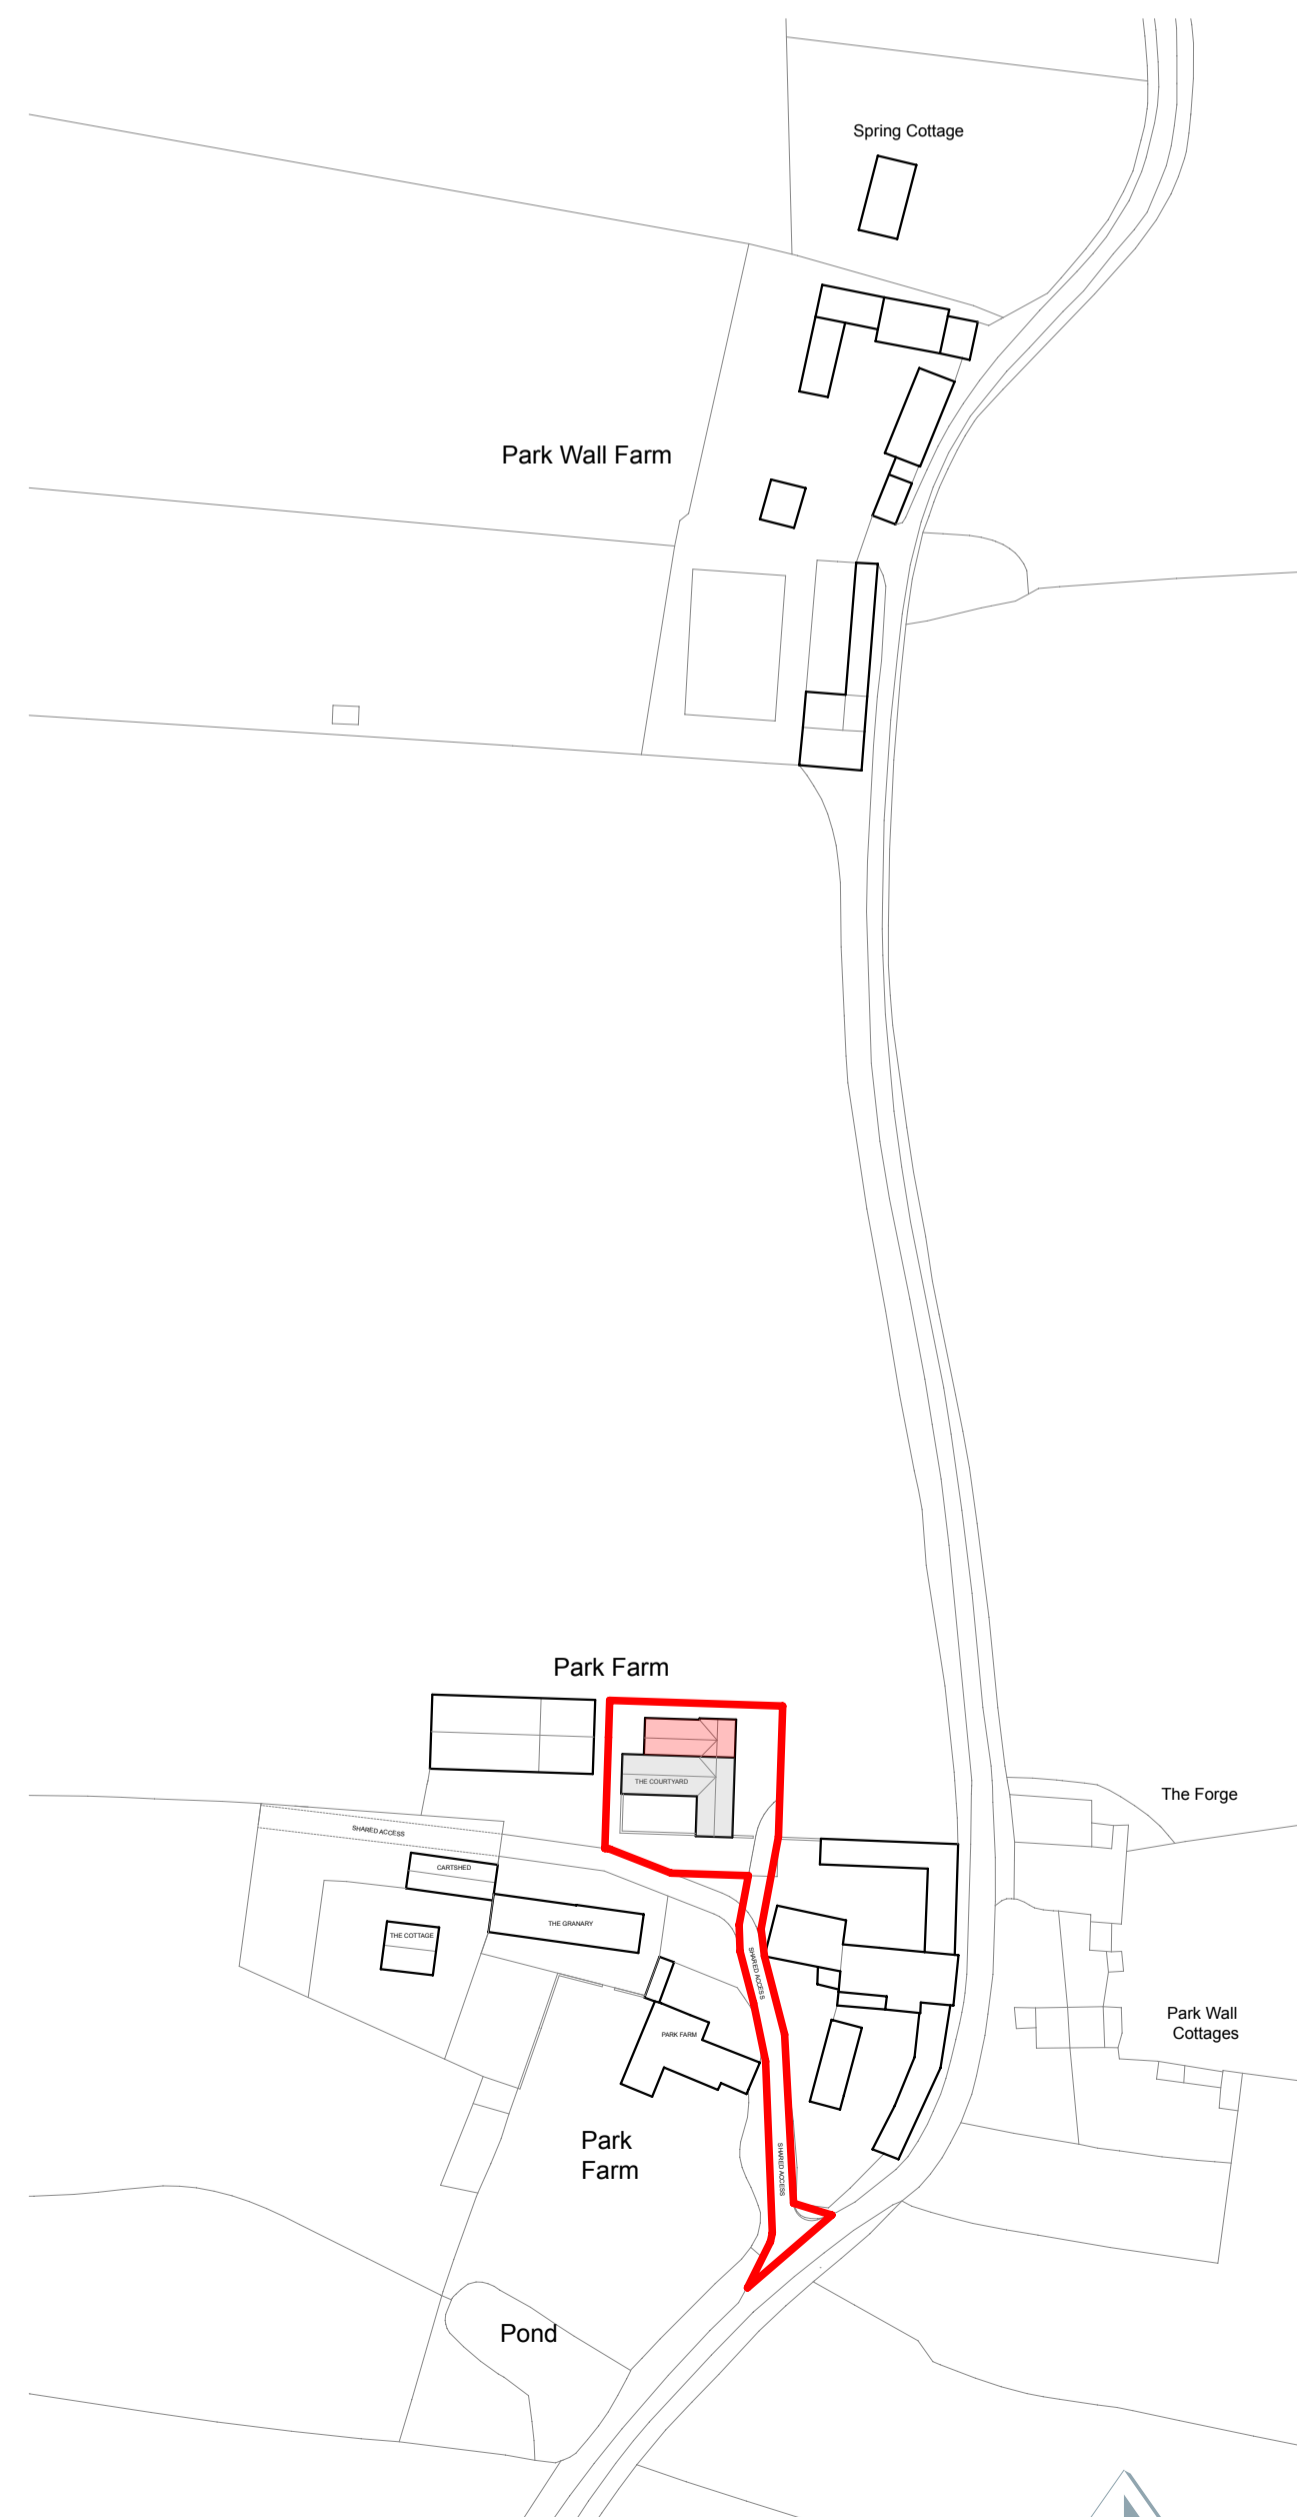 Spring Cottage
Park Wall Farm
Park Farm
THE COURTYARD
The Forge
SHARED ACCESS
CARTSHED
THE GRANARY
THE COTTAGE
SHARED ACCESS
PARK FARM
Park Wall
Cottages
Park
Farm
SHARED ACCESS
Pond